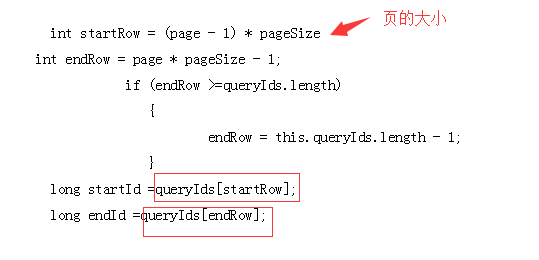 int startRow = (page - 1) * pageSize
页的大小
int endRow = page * pageSize - 1;
if (endRow >=queryIds.length)
{
endRow = this.queryIds.length - 1;
}
long startId =queryIds[startRow];
long endId =queryIds[endRow];